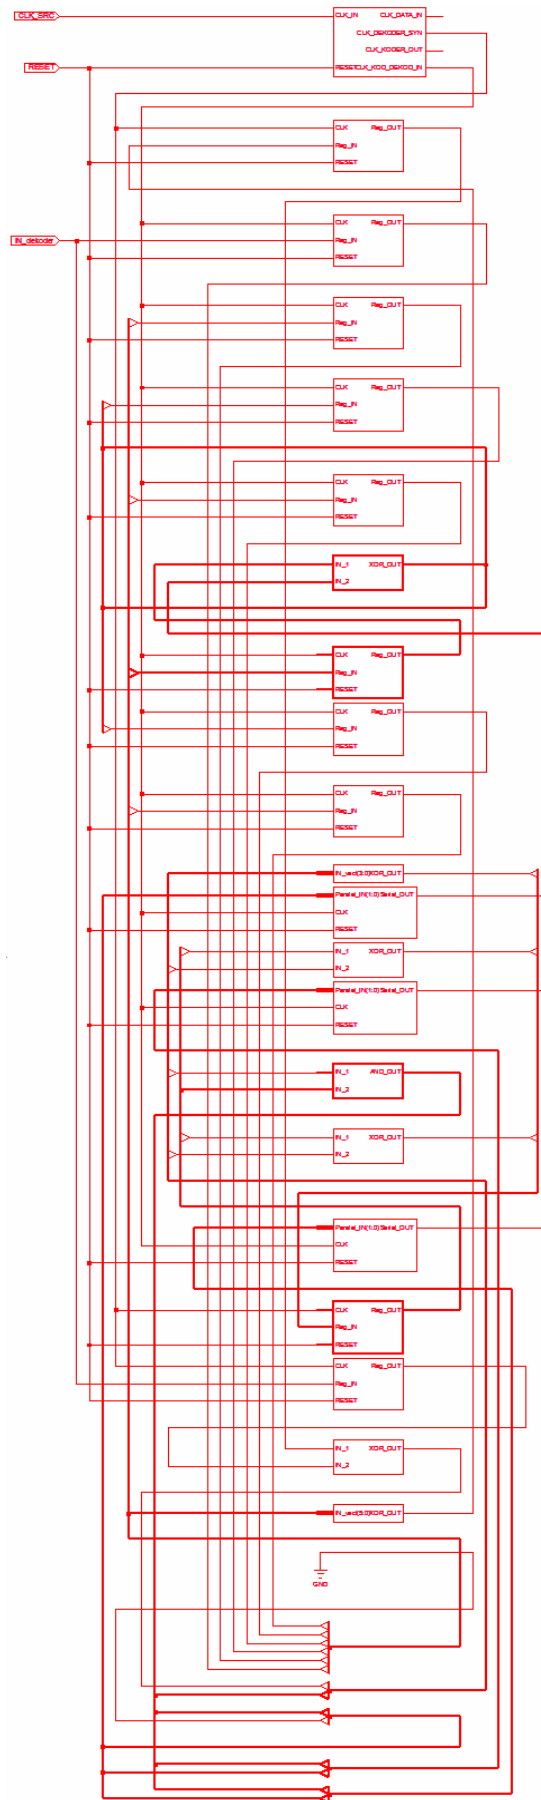 CLK_SRC
CLK_IN CLK_DATA_IN
CLK_DEKODER_SYN
CLK_KODER_OUT
RESET
RESET CLK_KOD_DEKOD_IN
CLK Reg_OUT
Reg_IN
RESET
CLK Reg_OUT
IN_dekoder
Reg_IN
RESET
CLK Reg_OUT
Reg_IN
RESET
CLK Reg_OUT
Reg_IN
RESET
CLK Reg_OUT
Reg_IN
RESET
IN_1 XOR_OUT
IN_2
CLK Reg_OUT
Reg_IN
RESET
CLK Reg_OUT
Reg_IN
RESET
CLK Reg_OUT
Reg_IN
RESET
IN_vect(3:0) XOR_OUT
Parallel_IN(1:0) Serial_OUT
CLK
RESET
IN_1 XOR_OUT
IN_2
Parallel_IN(1:0) Serial_OUT
CLK
RESET
IN_1 AND_OUT
IN_2
IN_1 XOR_OUT
IN_2
Parallel_IN(1:0) Serial_OUT
CLK
RESET
CLK Reg_OUT
Reg_IN
RESET
CLK Reg_OUT
Reg_IN
RESET
IN_1 XOR_OUT
IN_2
IN_vect(5:0) XOR_OUT
GND